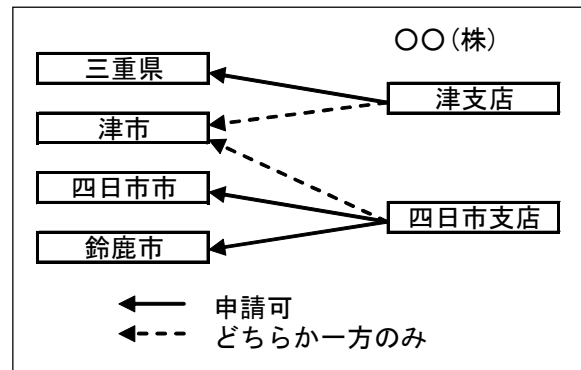 〇〇(株)
三重県
津支店
津市
四日市市
四日市支店
鈴鹿市
申請可
どちらか一方のみ